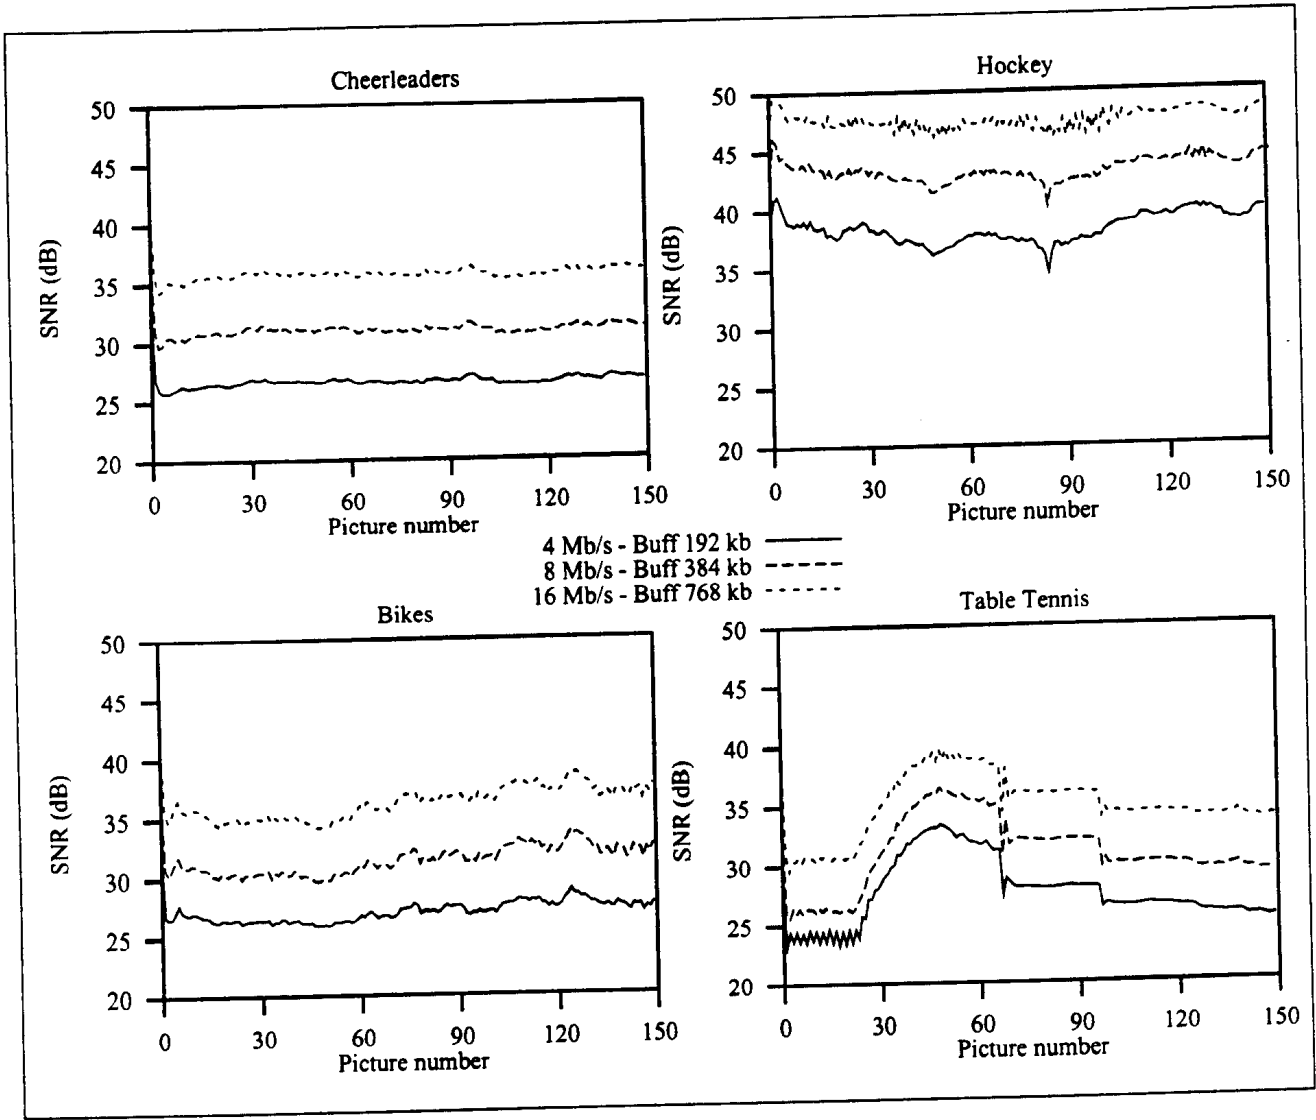 Cheerleaders
50
45
40
35
30
25
20
SNR (dB)
0 30 60 90 120 150
Picture number
Hockey
50
45
40
35
30
25
20
SNR (dB)
0 30 60 90 120 150
Picture number
4 Mb/s - Buff 192 kb
8 Mb/s - Buff 384 kb
16 Mb/s - Buff 768 kb
Bikes
50
45
40
35
30
25
20
SNR (dB)
0 30 60 90 120 150
Picture number
Table Tennis
50
45
40
35
30
25
20
SNR (dB)
0 30 60 90 120 150
Picture number